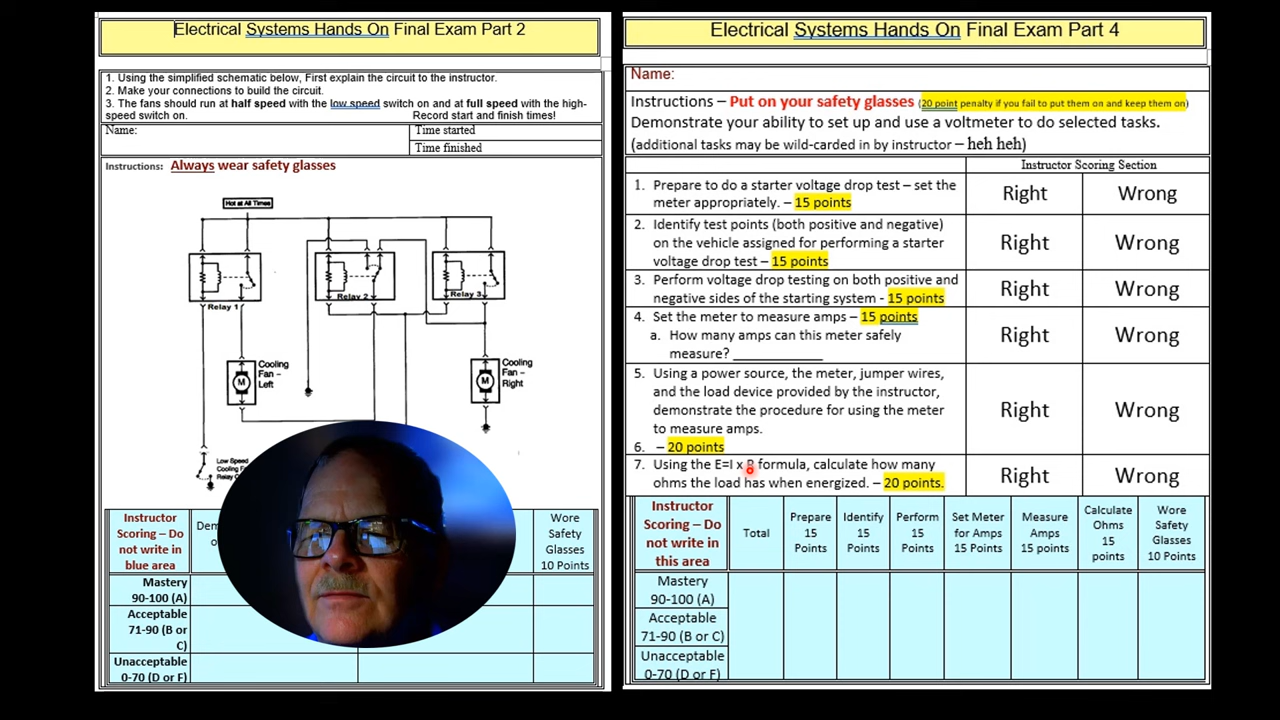 Electrical Systems Hands On Final Exam Part 2
1. Using the simplified schematic below, First explain the circuit to the instructor.
2. Make your connections to build the circuit.
3. The fans should run at half speed with the low speed switch on and at full speed with the high-
speed switch on. Record start and finish times!
Name:
Time started
Time finished
Instructions: Always wear safety glasses
Hot at All Times
Relay 1
Relay 2
Relay 3
Cooling
Fan –
Left
M
Cooling
Fan –
Right
M
Low Speed
Cooling
Relay
Instructor
Scoring – Do
not write in
blue area
Wore
Safety
Glasses
10 Points
Mastery
90-100 (A)
Acceptable
71-90 (B or
C)
Unacceptable
0-70 (D or F)
Electrical Systems Hands On Final Exam Part 4
Name:
Instructions – Put on your safety glasses (20 point penalty if you fail to put them on and keep them on)
Demonstrate your ability to set up and use a voltmeter to do selected tasks.
(additional tasks may be wild-carded in by instructor – heh heh)
Instructor Scoring Section
1. Prepare to do a starter voltage drop test – set the
meter appropriately. – 15 points
Right Wrong
2. Identify test points (both positive and negative)
on the vehicle assigned for performing a starter
voltage drop test – 15 points
Right Wrong
3. Perform voltage drop testing on both positive and
negative sides of the starting system - 15 points
Right Wrong
4. Set the meter to measure amps – 15 points
a. How many amps can this meter safely
measure? ____________
Right Wrong
5. Using a power source, the meter, jumper wires,
and the load device provided by the instructor,
demonstrate the procedure for using the meter
to measure amps.
6. – 20 points
Right Wrong
7. Using the E=I x R formula, calculate how many
ohms the load has when energized. – 20 points.
Right Wrong
Instructor
Scoring – Do
not write in
this area
Total
Prepare
15
Points
Identify
15
Points
Perform
15
Points
Set Meter
for Amps
15 Points
Measure
Amps
15 points
Calculate
Ohms
15
points
Wore
Safety
Glasses
10 Points
Mastery
90-100 (A)
Acceptable
71-90 (B or C)
Unacceptable
0-70 (D or F)